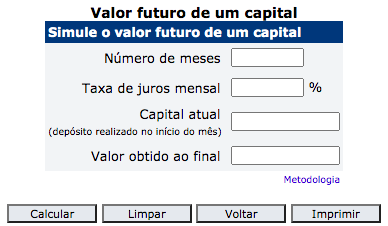 Valor futuro de um capital
Simule o valor futuro de um capital
Número de meses
Taxa de juros mensal %
Capital atual
(depósito realizado no início do mês)
Valor obtido ao final
Metodologia
Calcular Limpar Voltar Imprimir